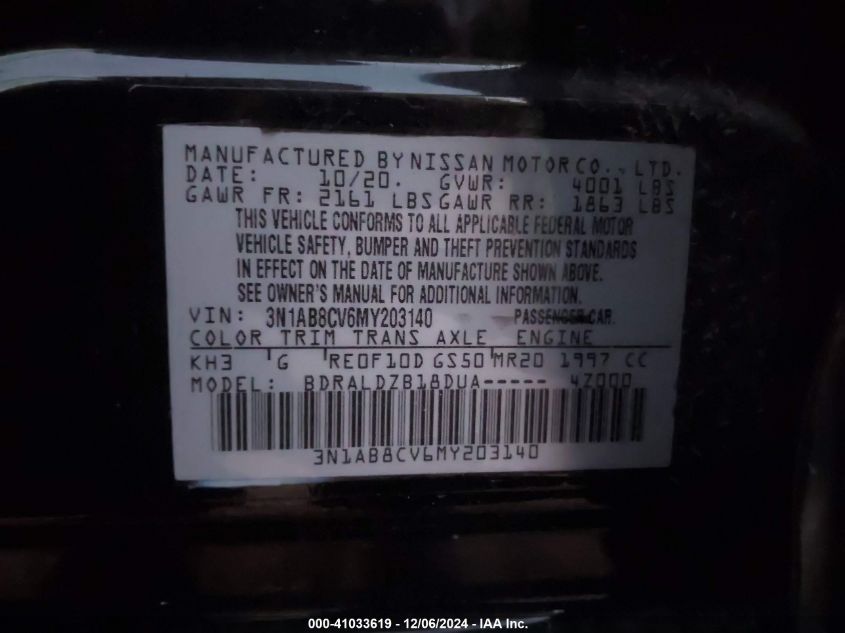 MANUFACTURED BY NISSAN MOTOR CO., LTD.
DATE: 10/20. GVWR: 4001 LBS
GAWR FR: 2161 LBS GAWR RR: 1863 LBS
THIS VEHICLE CONFORMS TO ALL APPLICABLE FEDERAL MOTOR
VEHICLE SAFETY, BUMPER AND THEFT PREVENTION STANDARDS
IN EFFECT ON THE DATE OF MANUFACTURE SHOWN ABOVE.
SEE OWNER'S MANUAL FOR ADDITIONAL INFORMATION.
VIN: 3N1AB8CV6MY203140 PASSENGER CAR.
COLOR TRIM TRANS AXLE ENGINE
KH3 G RE0F10D GS50 MR20 1997 CC
MODEL: BDRALDZB18DUA----- 4Z000
3N1AB8CV6MY203140
000-41033619 - 12/06/2024 - IAA Inc.